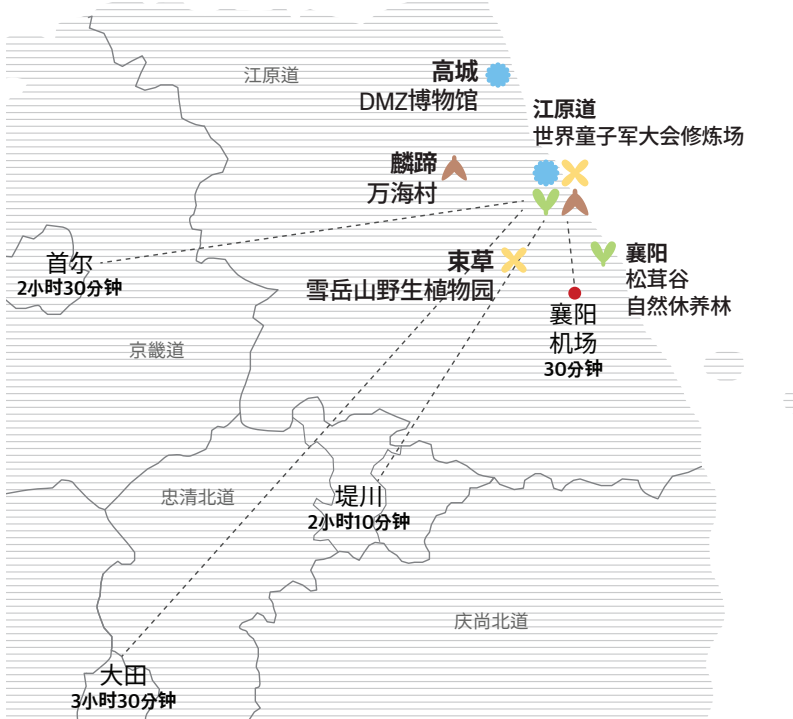 江原道
高城
DMZ博物馆
江原道
世界童子军大会修炼场
麟蹄
万海村
首尔
2小时30分钟
束草
雪岳山野生植物园
襄阳
松茸谷
自然休养林
襄阳
机场
30分钟
京畿道
忠清北道
堤川
2小时10分钟
庆尚北道
大田
3小时30分钟